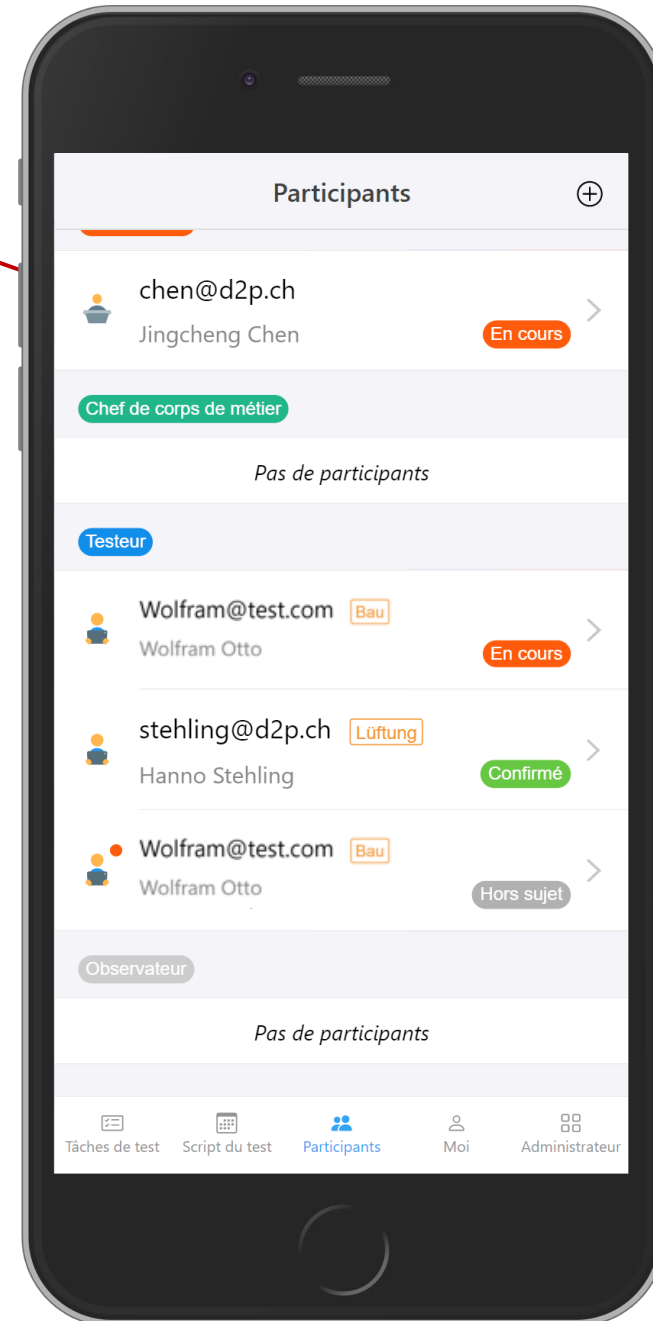 Participants
chen@d2p.ch
Jingcheng Chen
En cours
Chef de corps de métier
Pas de participants
Testeur
Wolfram@test.com Bau
Wolfram Otto
En cours
stehling@d2p.ch Lüftung
Hanno Stehling
Confirmé
Wolfram@test.com Bau
Wolfram Otto
Hors sujet
Observateur
Pas de participants
Tâches de test Script du test Participants Moi Administrateur